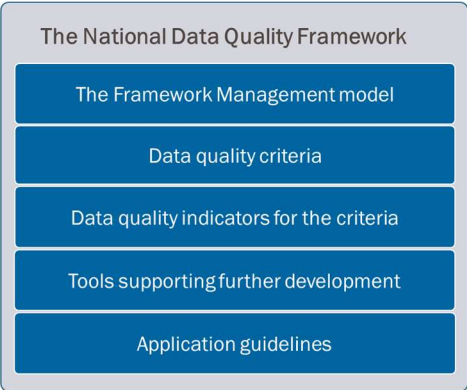 The National Data Quality Framework
The Framework Management model
Data quality criteria
Data quality indicators for the criteria
Tools supporting further development
Application guidelines